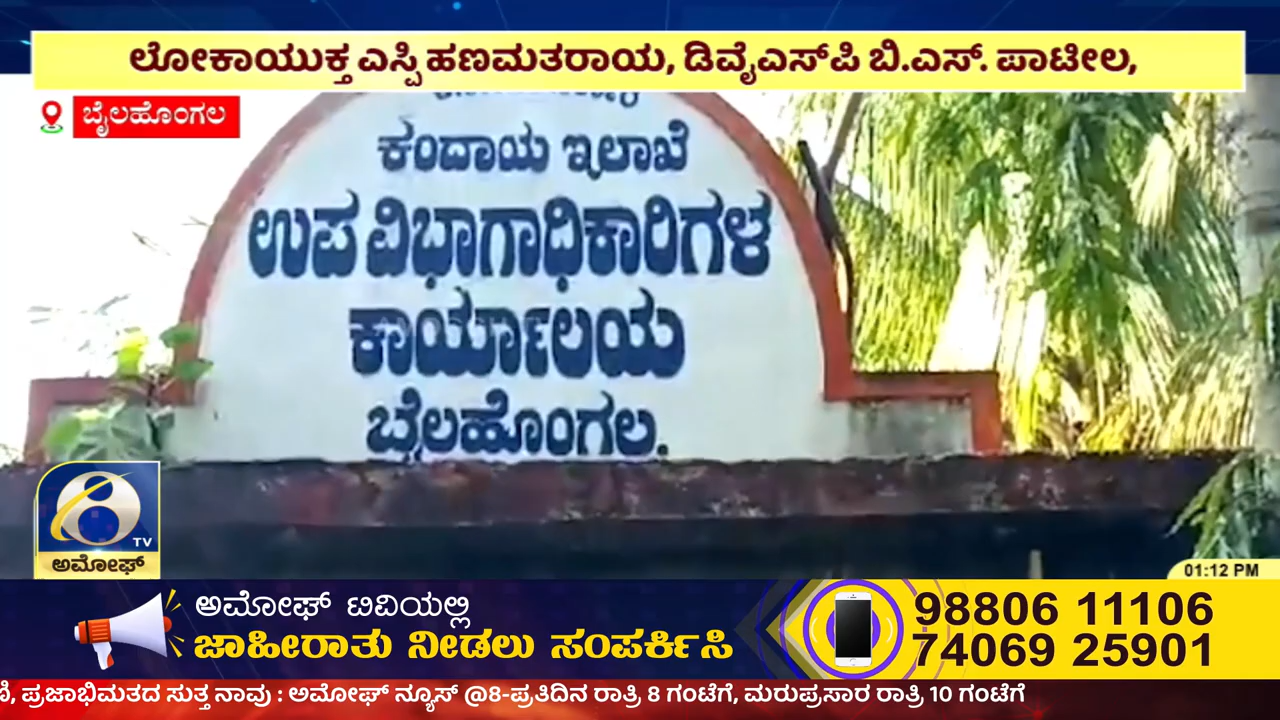 ಲೋಕಾಯುಕ್ತ ಎಸ್ಪಿ ಹಣಮತರಾಯ, ಡಿವೈಎಸ್‌ಪಿ ಬಿ.ಎಸ್. ಪಾಟೀಲ,
ಬೈಲಹೊಂಗಲ
ಕಂದಾಯ ಇಲಾಖೆ
ಉಪ ವಿಭಾಗಾಧಿಕಾರಿಗಳ
ಕಾರ್ಯಾಲಯ
ಬೈಲಹೊಂಗಲ.
8
TV
ಅಮೋಘ್
01:12 PM
ಅಮೋಘ್ ಟಿವಿಯಲ್ಲಿ
ಜಾಹೀರಾತು ನೀಡಲು ಸಂಪರ್ಕಿಸಿ
98806 11106
74069 25901
ಪ್ರಜಾಭಿಮತದ ಸುತ್ತ ನಾವು : ಅಮೋಘ್ ನ್ಯೂಸ್ @8-ಪ್ರತಿದಿನ ರಾತ್ರಿ 8 ಗಂಟೆಗೆ, ಮರುಪ್ರಸಾರ ರಾತ್ರಿ 10 ಗಂಟೆಗೆ